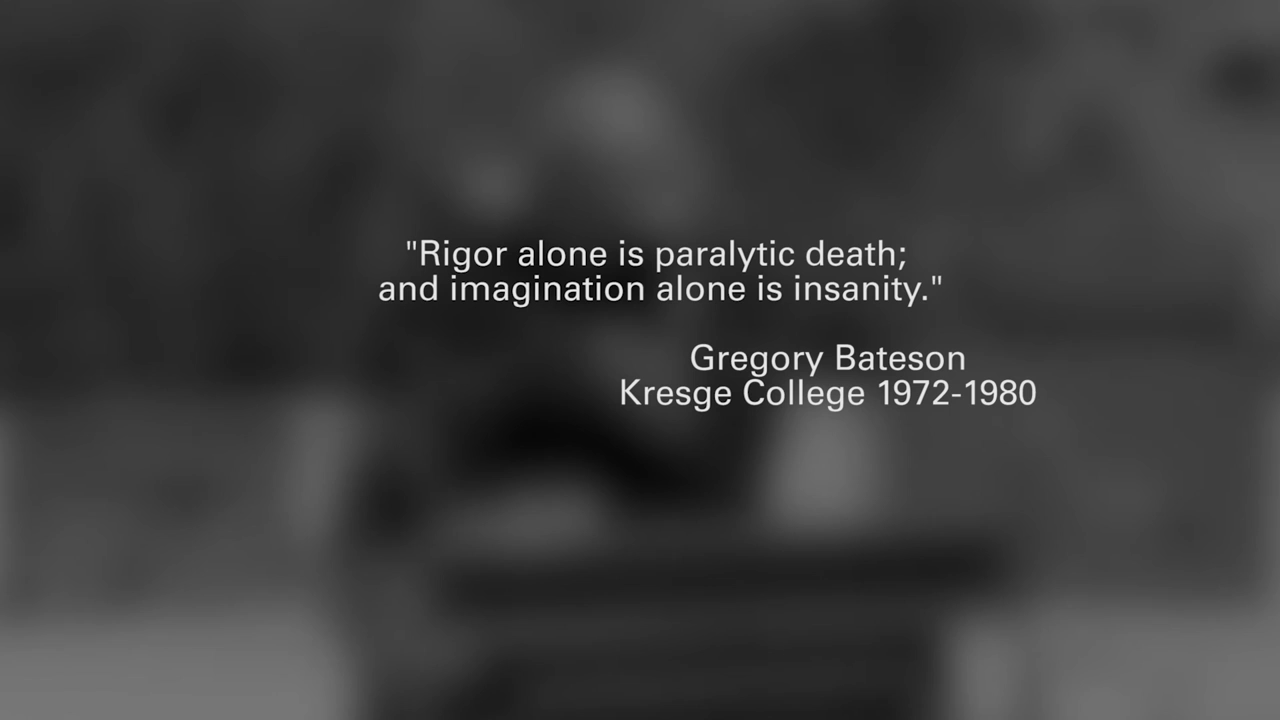 "Rigor alone is paralytic death;
and imagination alone is insanity."
Gregory Bateson
Kresge College 1972-1980